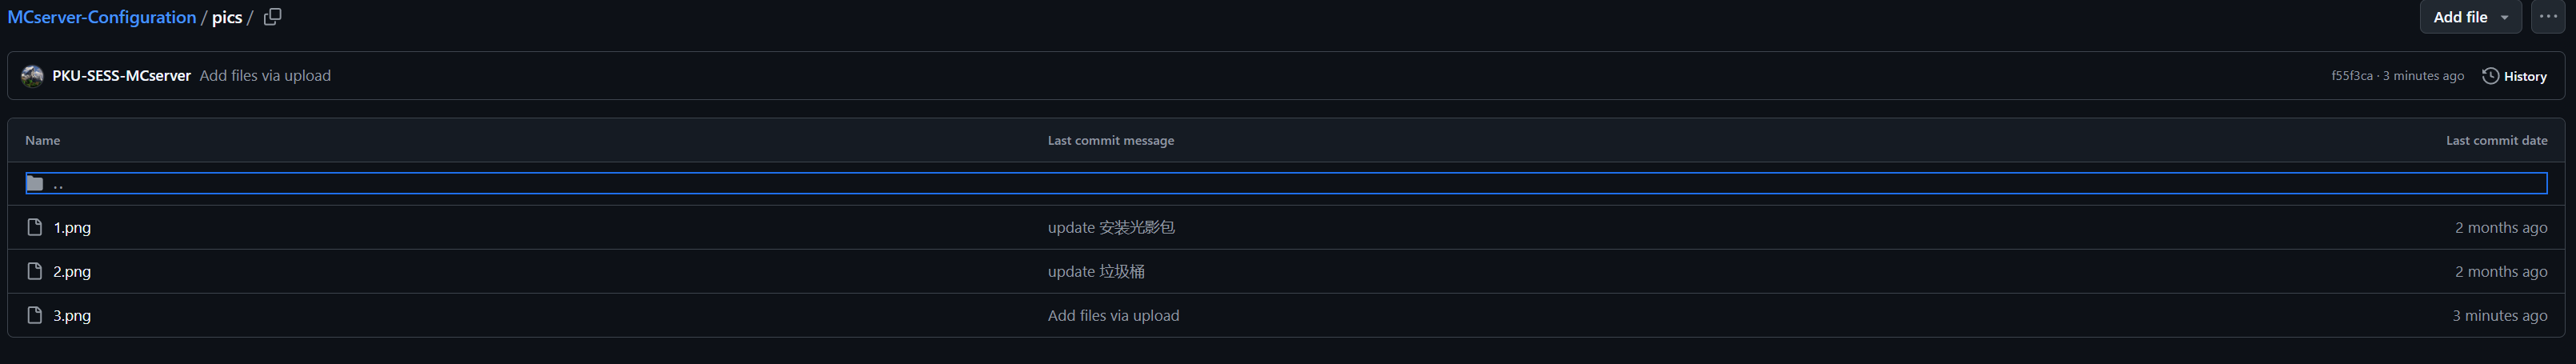 MCserver-Configuration / pics /
Add file
PKU-SESS-MCserver Add files via upload
f55f3ca · 3 minutes ago History
Name Last commit message Last commit date
..
1.png update 安装光影包 2 months ago
2.png update 垃圾桶 2 months ago
3.png Add files via upload 3 minutes ago